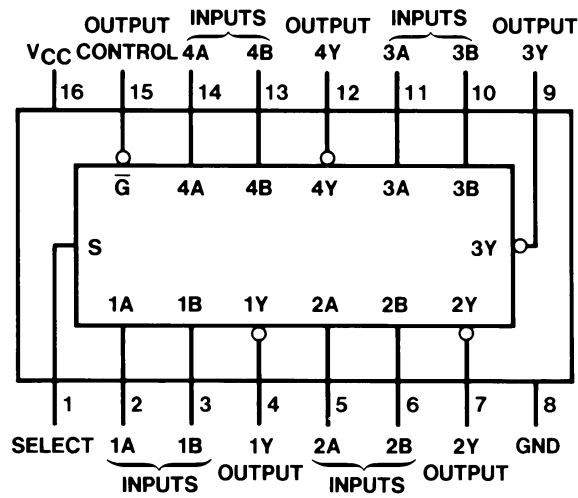 OUTPUT INPUTS OUTPUT INPUTS OUTPUT
VCC CONTROL 4A 4B 4Y 3A 3B 3Y
16 15 14 13 12 11 10 9
G 4A 4B 4Y 3A 3B
S 3Y
1A 1B 1Y 2A 2B 2Y
1 2 3 4 5 6 7 8
SELECT 1A 1B 1Y 2A 2B 2Y GND
INPUTS OUTPUT INPUTS OUTPUT